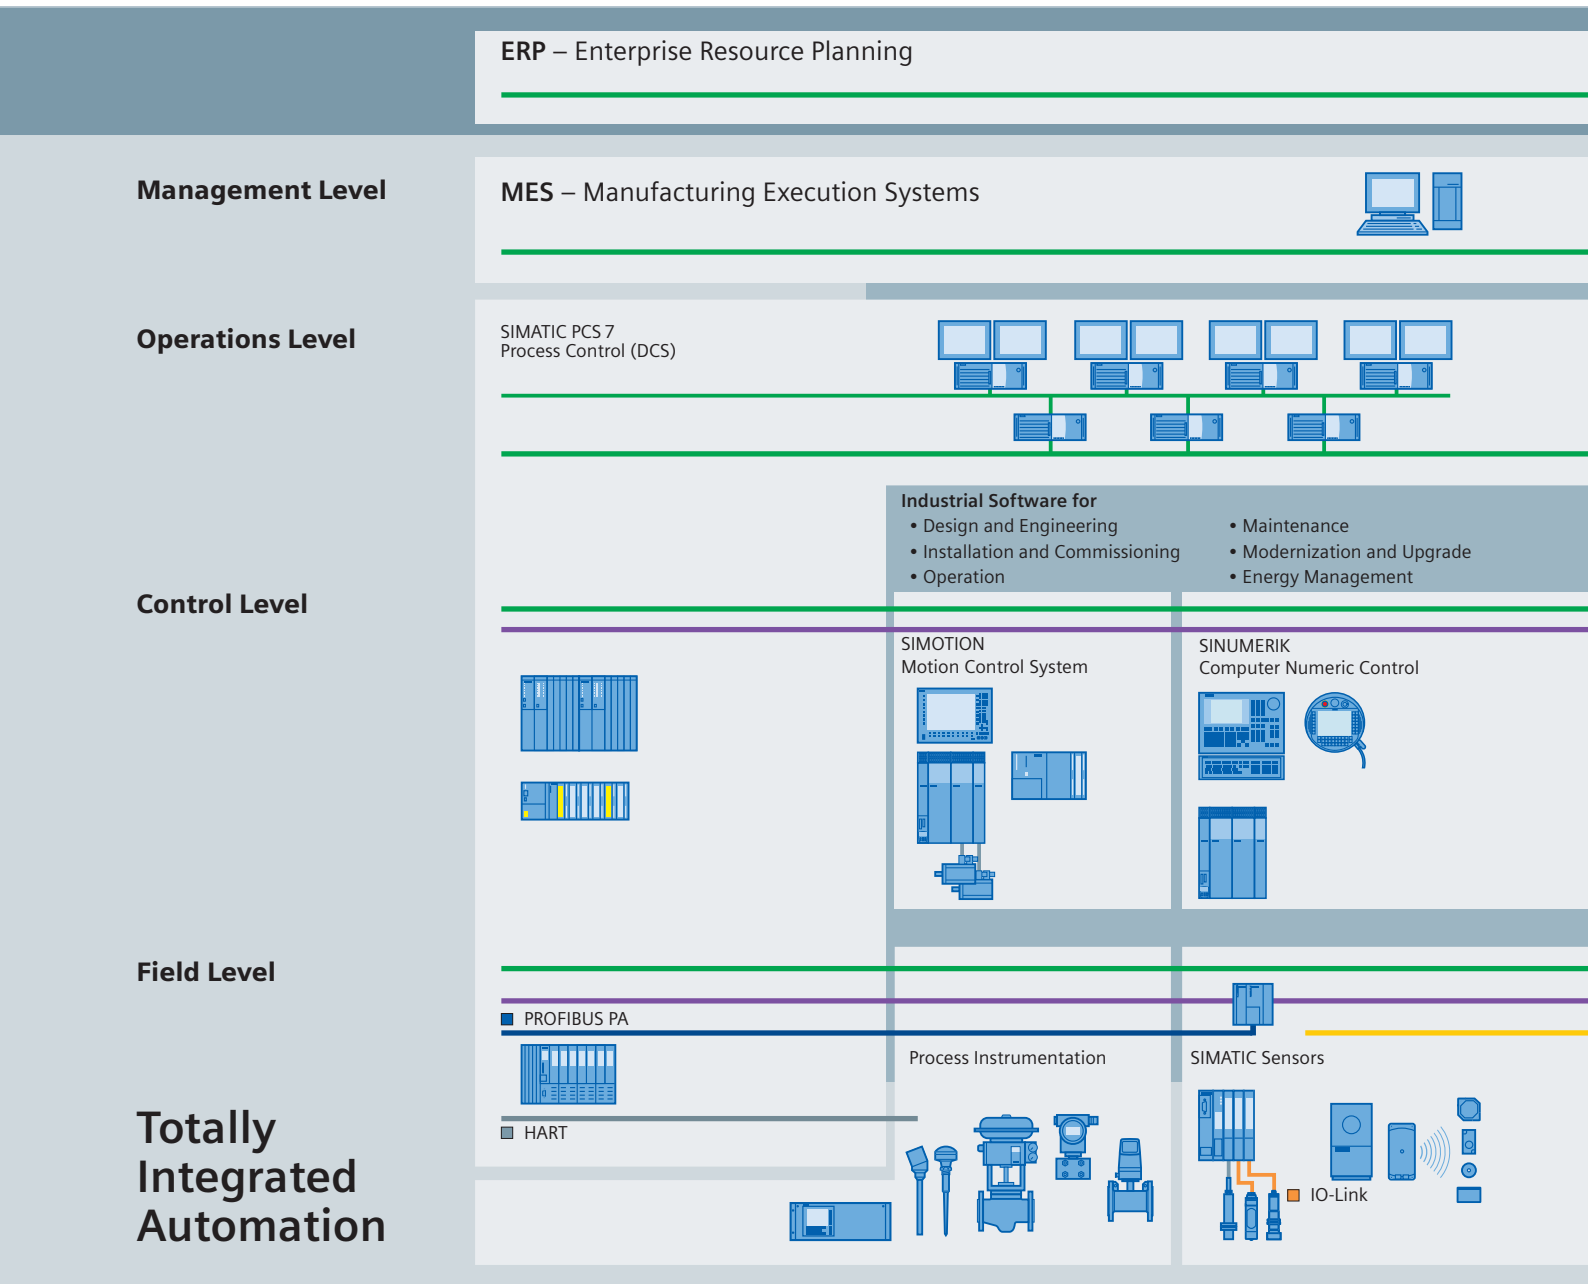 ERP – Enterprise Resource Planning
Management Level
MES – Manufacturing Execution Systems
Operations Level
SIMATIC PCS 7
Process Control (DCS)
Industrial Software for
• Design and Engineering
• Installation and Commissioning
• Operation
• Maintenance
• Modernization and Upgrade
• Energy Management
Control Level
SIMOTION
Motion Control System
SINUMERIK
Computer Numeric Control
Field Level
PROFIBUS PA
Process Instrumentation
SIMATIC Sensors
HART
IO-Link
Totally
Integrated
Automation